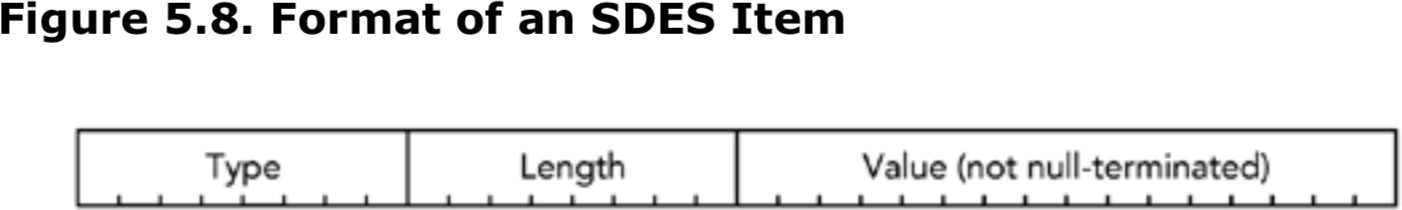 Figure 5.8. Format of an SDES Item
Type Length Value (not null-terminated)